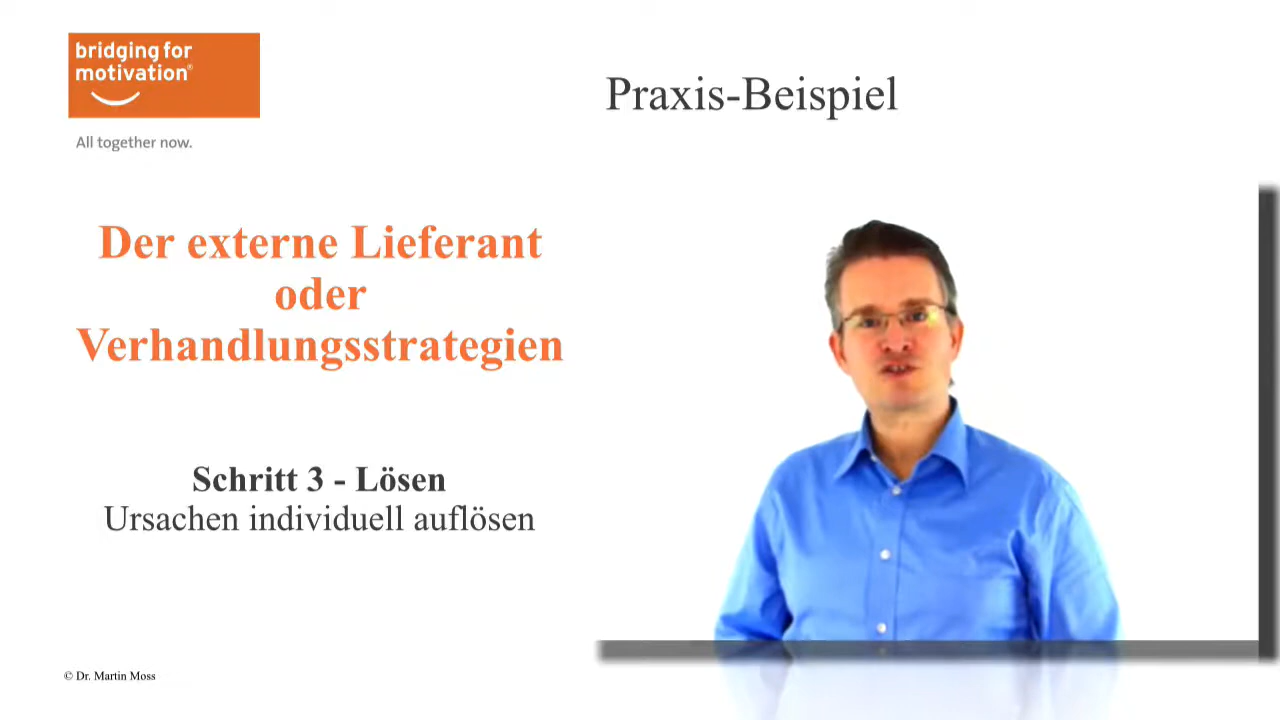 bridging for
motivation®
All together now.
Praxis-Beispiel
Der externe Lieferant
oder
Verhandlungsstrategien
Schritt 3 - Lösen
Ursachen individuell auflösen
© Dr. Martin Moss